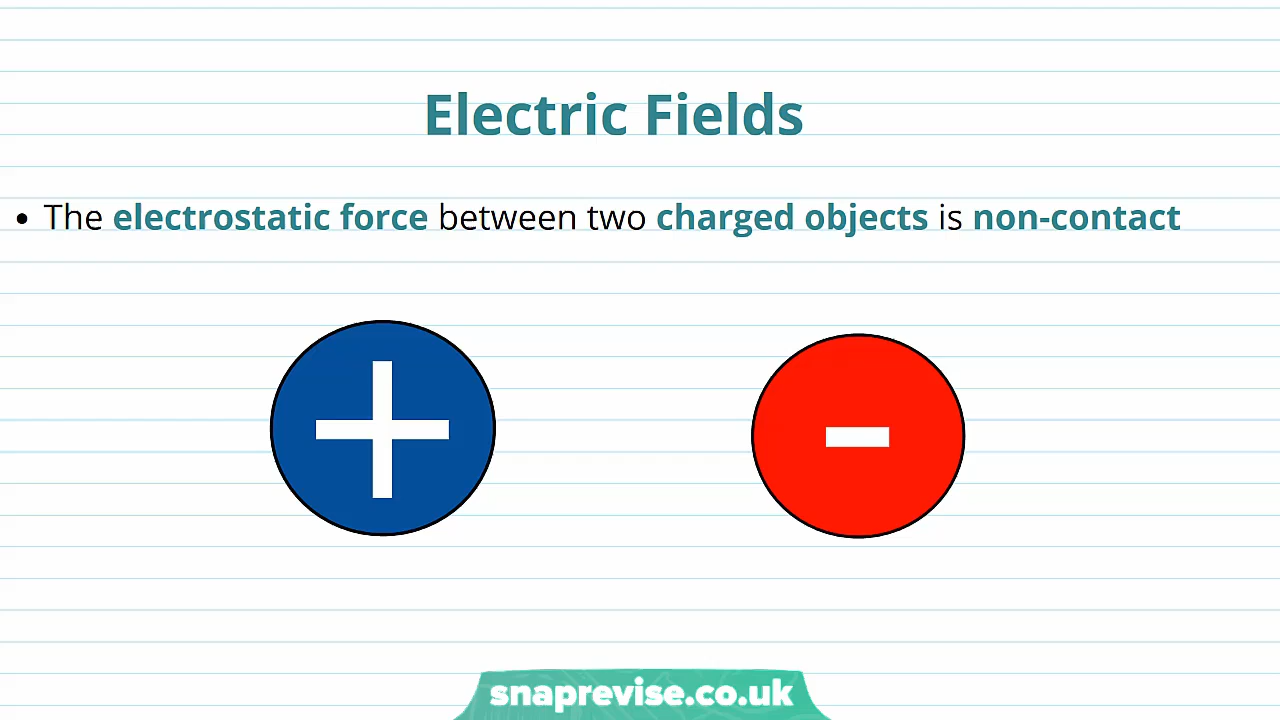 Electric Fields
• The electrostatic force between two charged objects is non-contact
+ -
snaprevise.co.uk